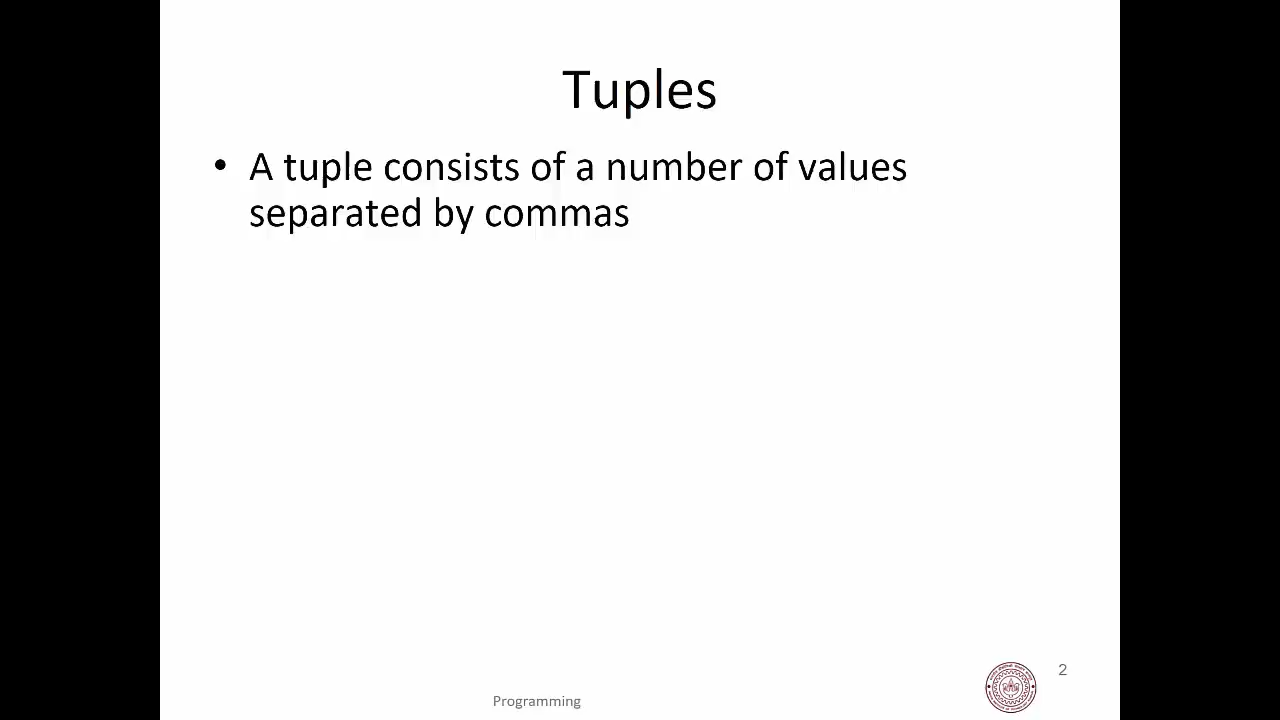 Tuples
• A tuple consists of a number of values
separated by commas
2
Programming